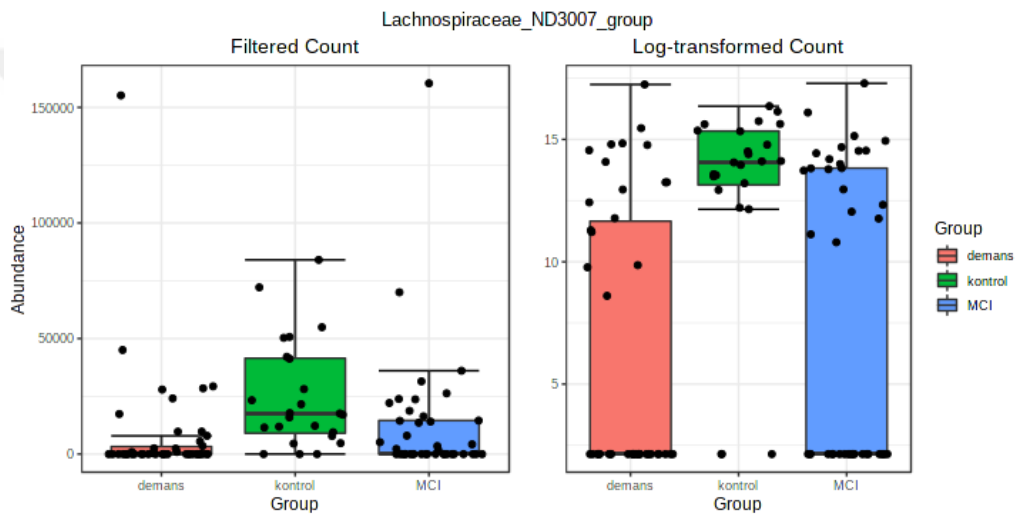 Lachnospiraceae_ND3007_group
Filtered Count
Log-transformed Count
Abundance
150000
100000
50000
0
demans
kontrol
MCI
Group
15
10
5
demans
kontrol
MCI
Group
Group
demans
kontrol
MCI